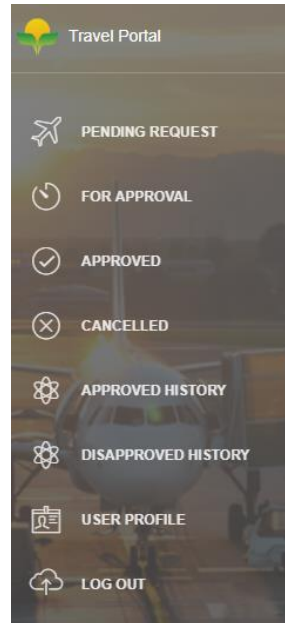 Travel Portal
PENDING REQUEST
FOR APPROVAL
APPROVED
CANCELLED
APPROVED HISTORY
DISAPPROVED HISTORY
USER PROFILE
LOG OUT